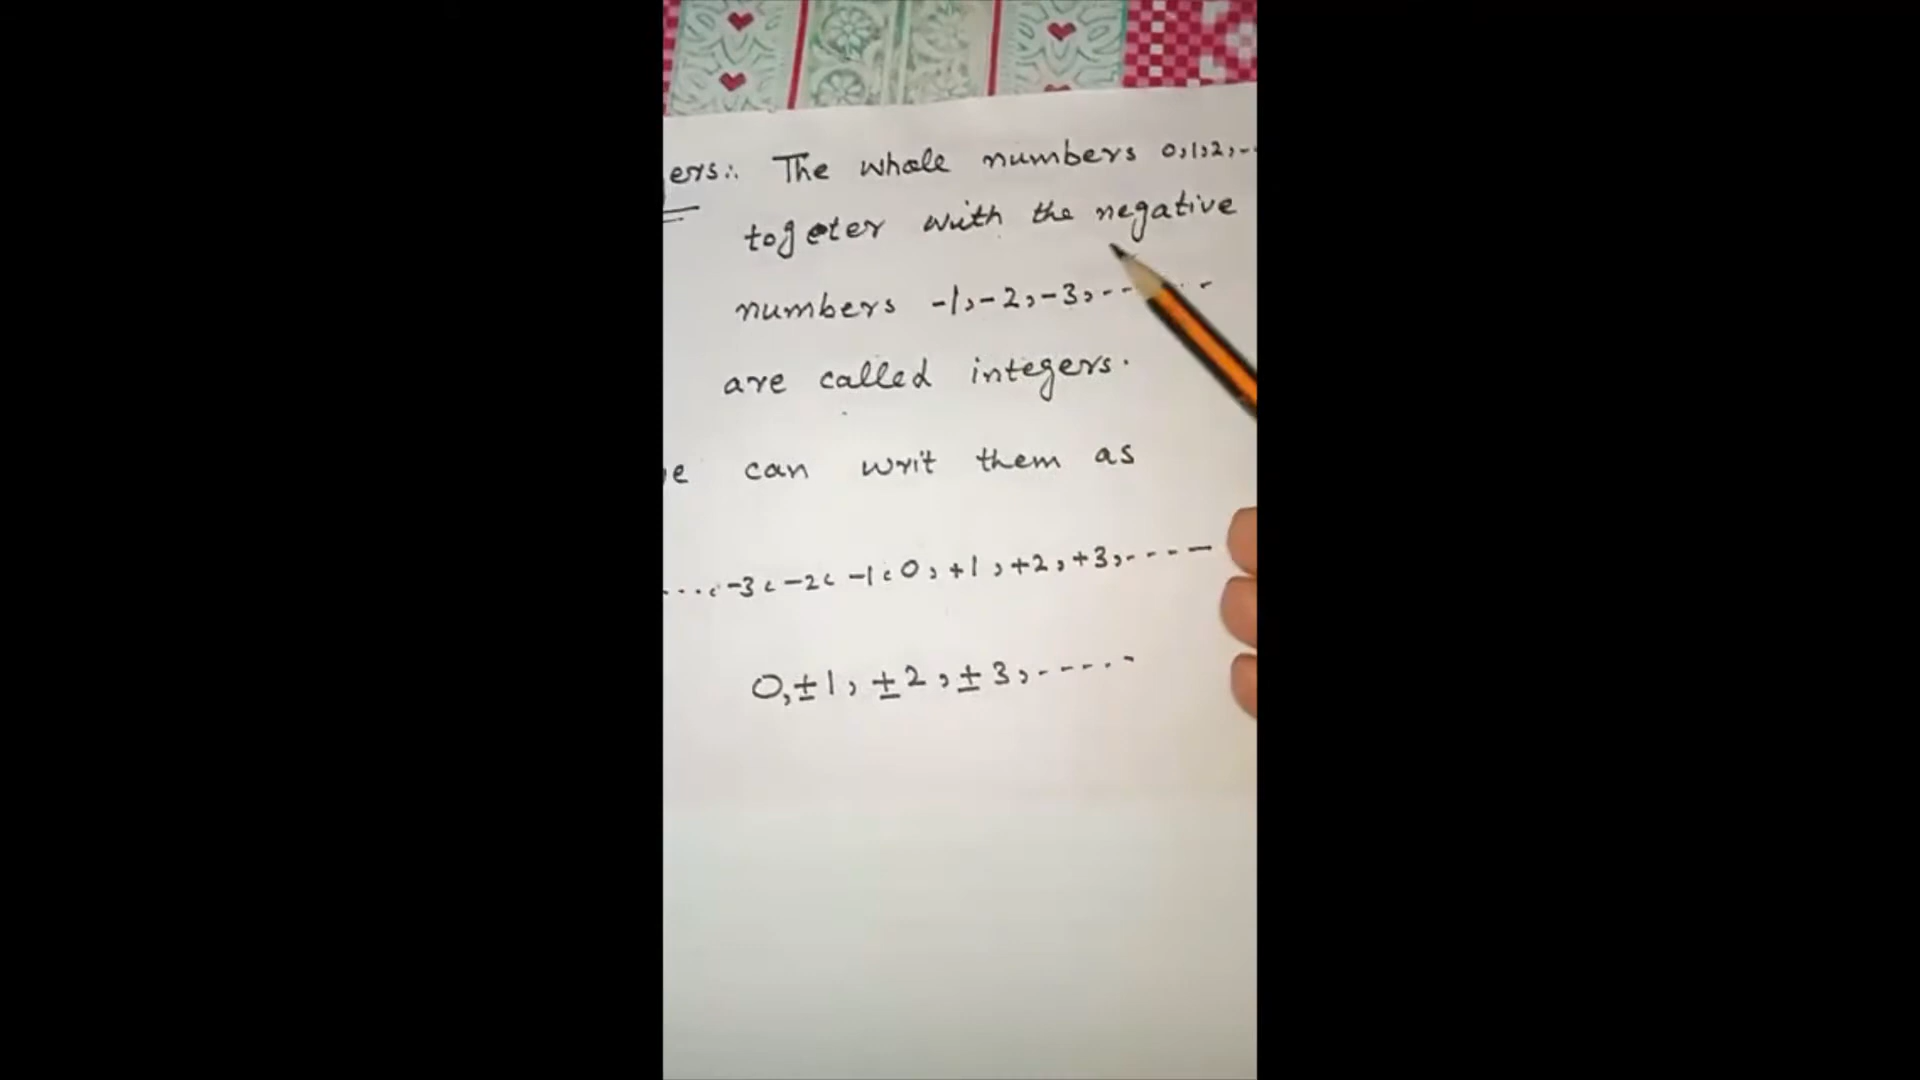 ers:. The whole numbers 0,1,2,..
togeter with the negative
numbers -1,-2,-3,.......
are called integers.
e can writ them as
....,-3,-2,-1,0,+1,+2,+3,-----
0,±1,±2,±3,------